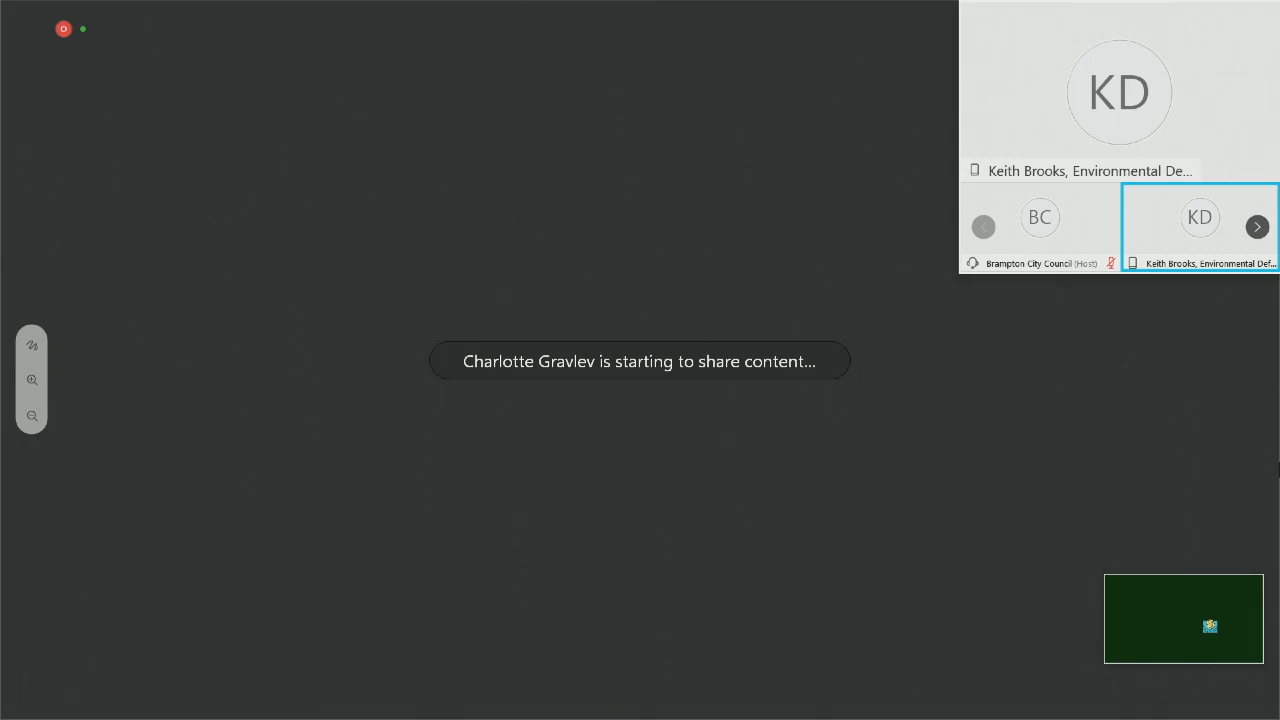 KD
Keith Brooks, Environmental De...
BC
KD
Brampton City Council (Host)
Keith Brooks, Environmental Def...
Charlotte Gravlev is starting to share content...